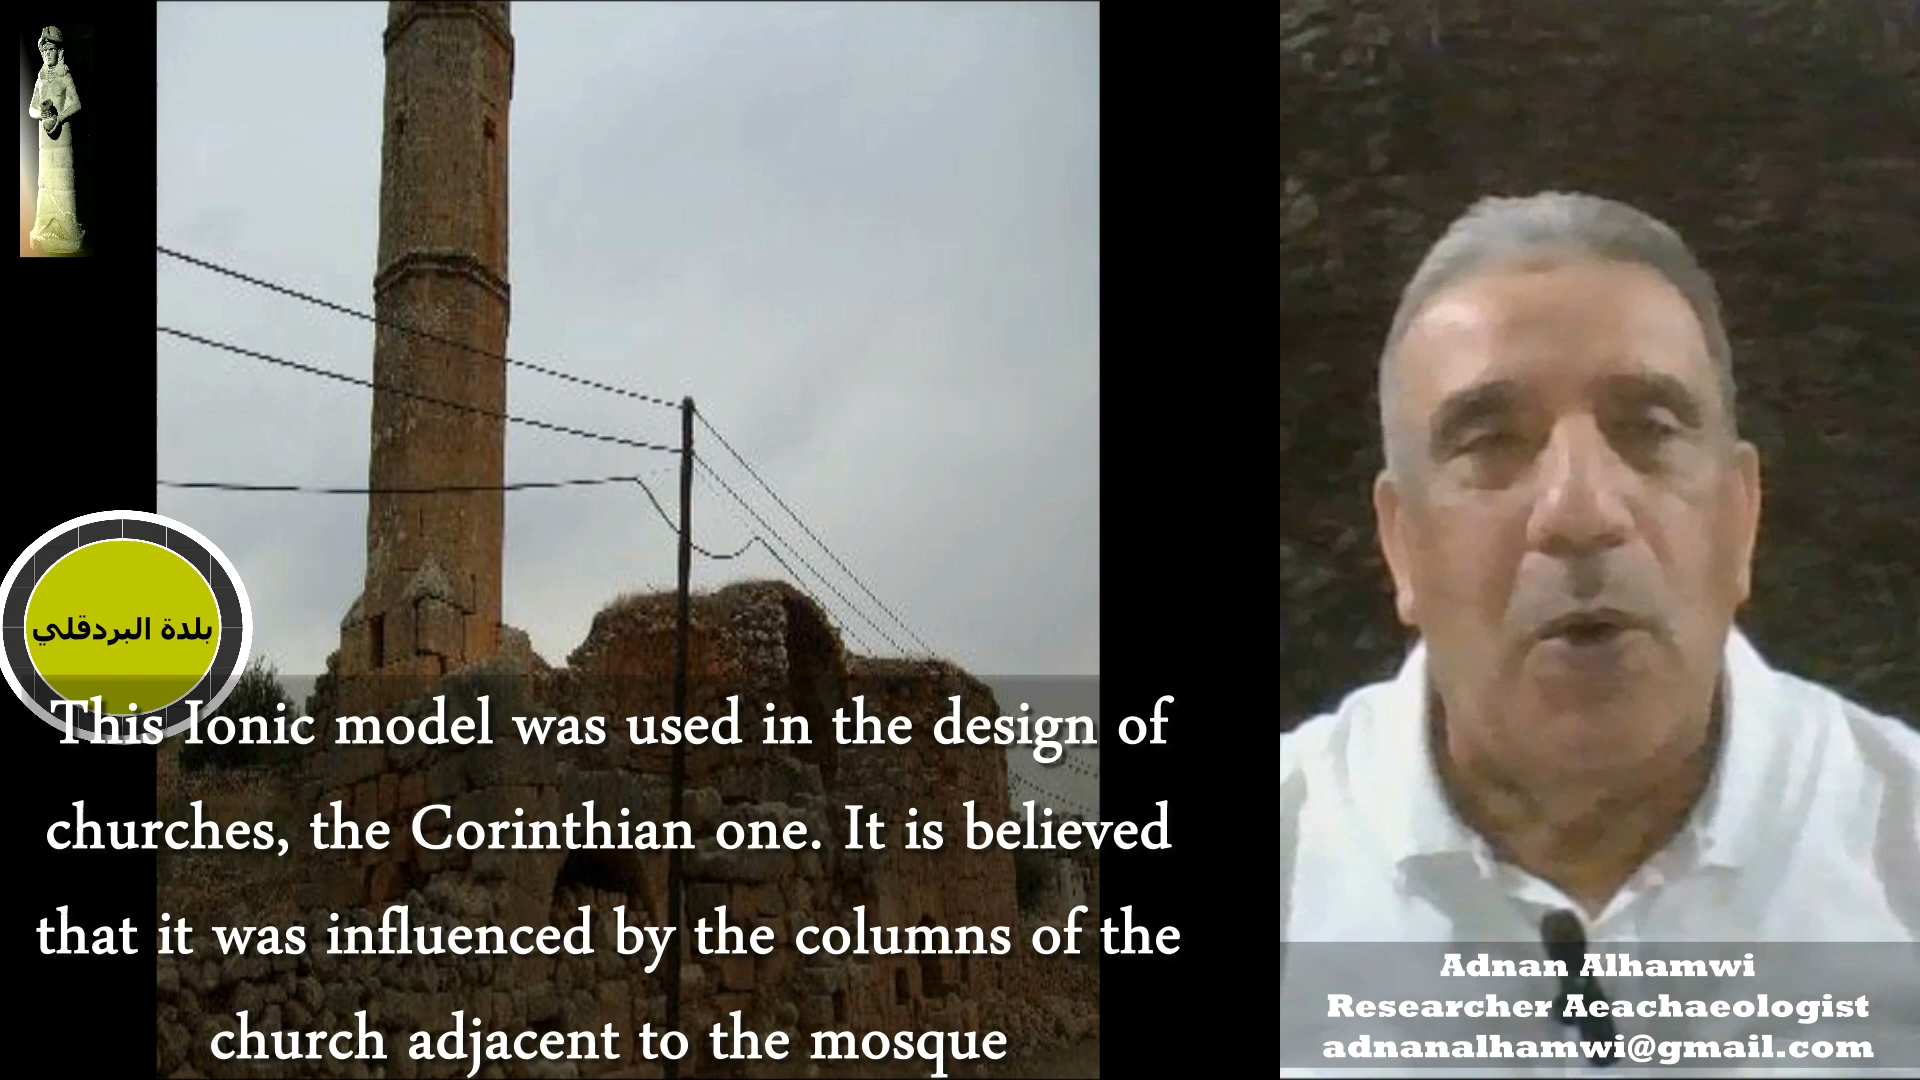 بلدة البردقلي
This Ionic model was used in the design of
churches, the Corinthian one. It is believed
that it was influenced by the columns of the
church adjacent to the mosque
Adnan Alhamwi
Researcher Aeachaeologist
adnanalhamwi@gmail.com